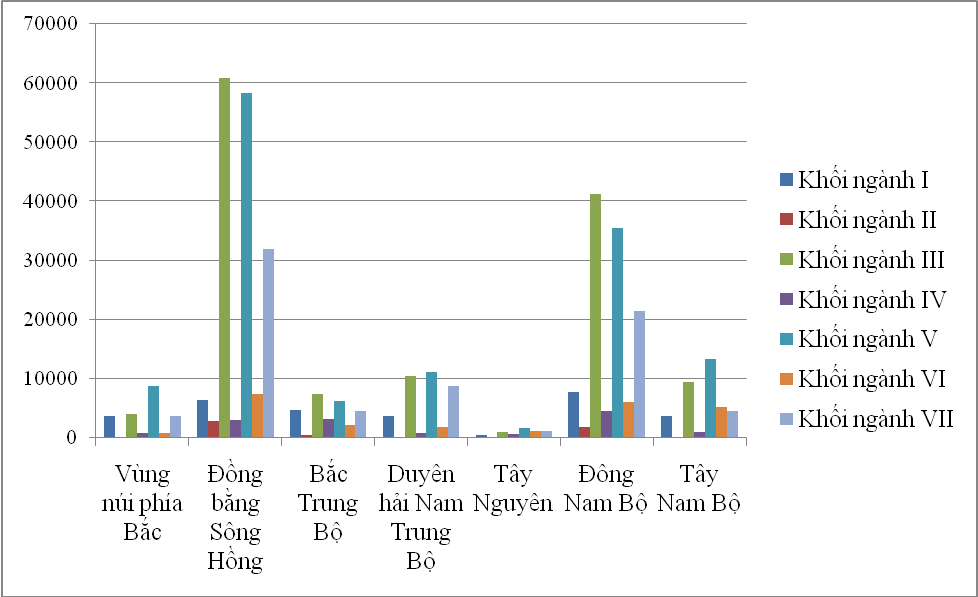 70000
60000
50000
40000
30000
20000
10000
0
Vùng
núi phía
Bắc
Đồng
bằng
Sông
Hồng
Bắc
Trung
Bộ
Duyên
hải Nam
Trung
Bộ
Tây
Nguyên
Đông
Nam Bộ
Tây
Nam Bộ
Khối ngành I
Khối ngành II
Khối ngành III
Khối ngành IV
Khối ngành V
Khối ngành VI
Khối ngành VII